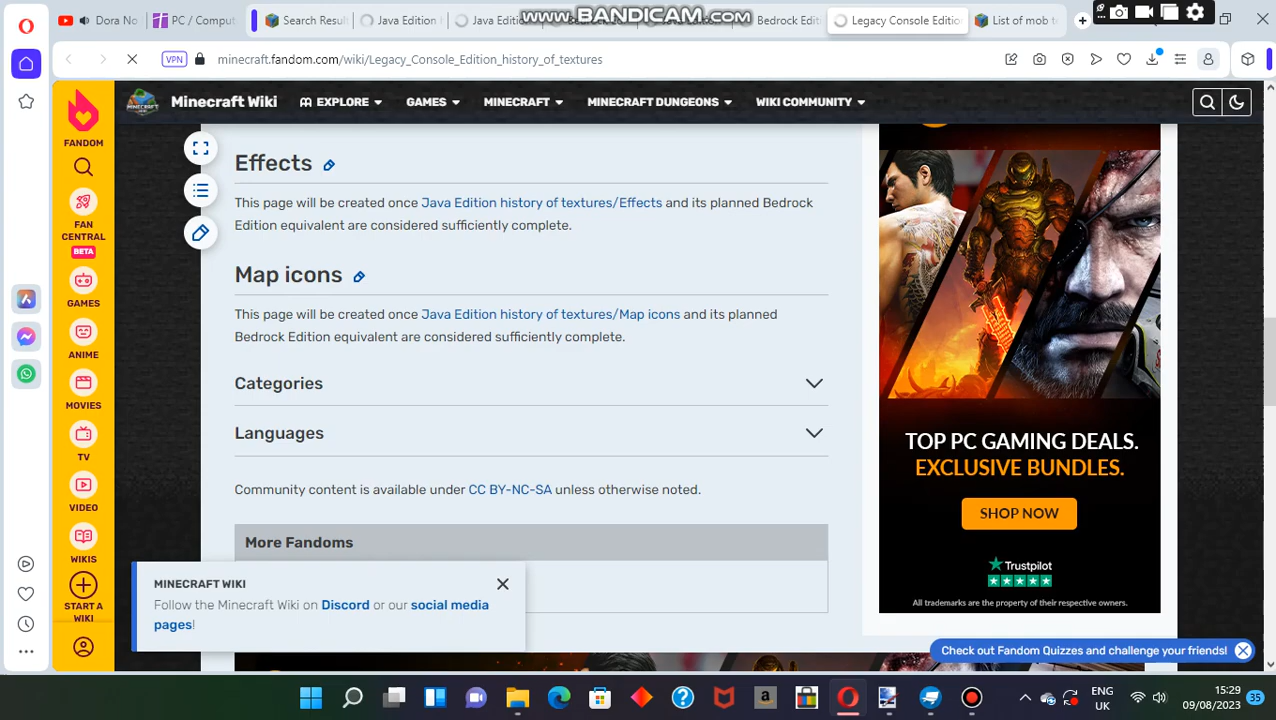 Dora No
PC / Comput
Search Resul
Java Edition
www.BANDICAM.com
Bedrock Edit
Legacy Console Editio
List of mob t
VPN
minecraft.fandom.com/wiki/Legacy_Console_Edition_history_of_textures
FANDOM
Minecraft Wiki
EXPLORE
GAMES
MINECRAFT DUNGEONS
WIKI COMMUNITY
FAN CENTRAL
BETA
GAMES
ANIME
MOVIES
TV
VIDEO
WIKIS
START A WIKI
Effects
This page will be created once Java Edition history of textures/Effects and its planned Bedrock
Edition equivalent are considered sufficiently complete.
Map icons
This page will be created once Java Edition history of textures/Map icons and its planned
Bedrock Edition equivalent are considered sufficiently complete.
Categories
Languages
Community content is available under CC BY-NC-SA unless otherwise noted.
More Fandoms
MINECRAFT WIKI
Follow the Minecraft Wiki on Discord or our social media
pages!
TOP PC GAMING DEALS.
EXCLUSIVE BUNDLES.
SHOP NOW
Trustpilot
All trademarks are the property of their respective owners.
Check out Fandom Quizzes and challenge your friends!
ENG
UK
15:29
09/08/2023
35